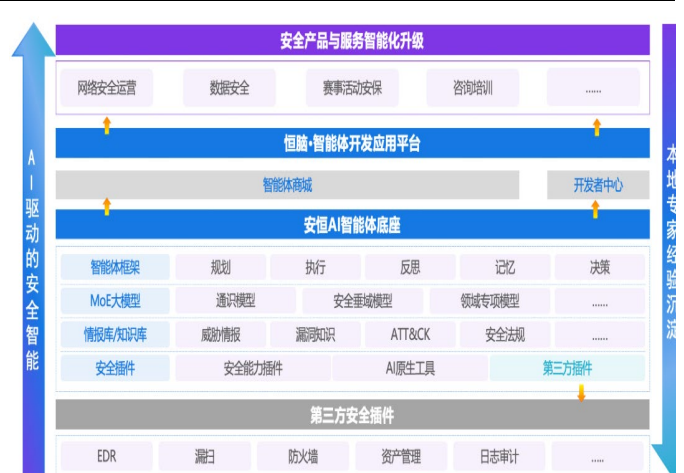 安全产品与服务智能化升级
网络安全运营 数据安全 赛事活动安保 咨询培训 ......
恒脑·智能体开发应用平台
智能体商城 开发者中心
安恒AI智能体底座
智能体框架 规划 执行 反思 记忆 决策
MoE大模型 通识模型 安全垂域模型 领域专项模型 ......
情报库/知识库 威胁情报 漏洞知识 ATT&CK 安全法规 ......
安全插件 安全能力插件 AI原生工具 第三方插件
第三方安全插件
EDR 漏扫 防火墙 资产管理 日志审计 .....
AI驱动的安全智能
本地专家经验沉淀